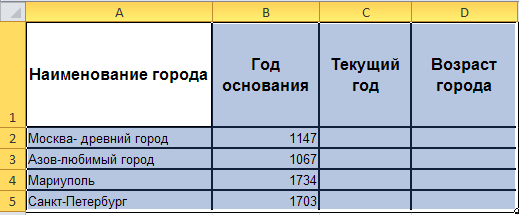 A B C D
1 Наименование города Год основания Текущий год Возраст города
2 Москва- древний город 1147
3 Азов-любимый город 1067
4 Мариуполь 1734
5 Санкт-Петербург 1703